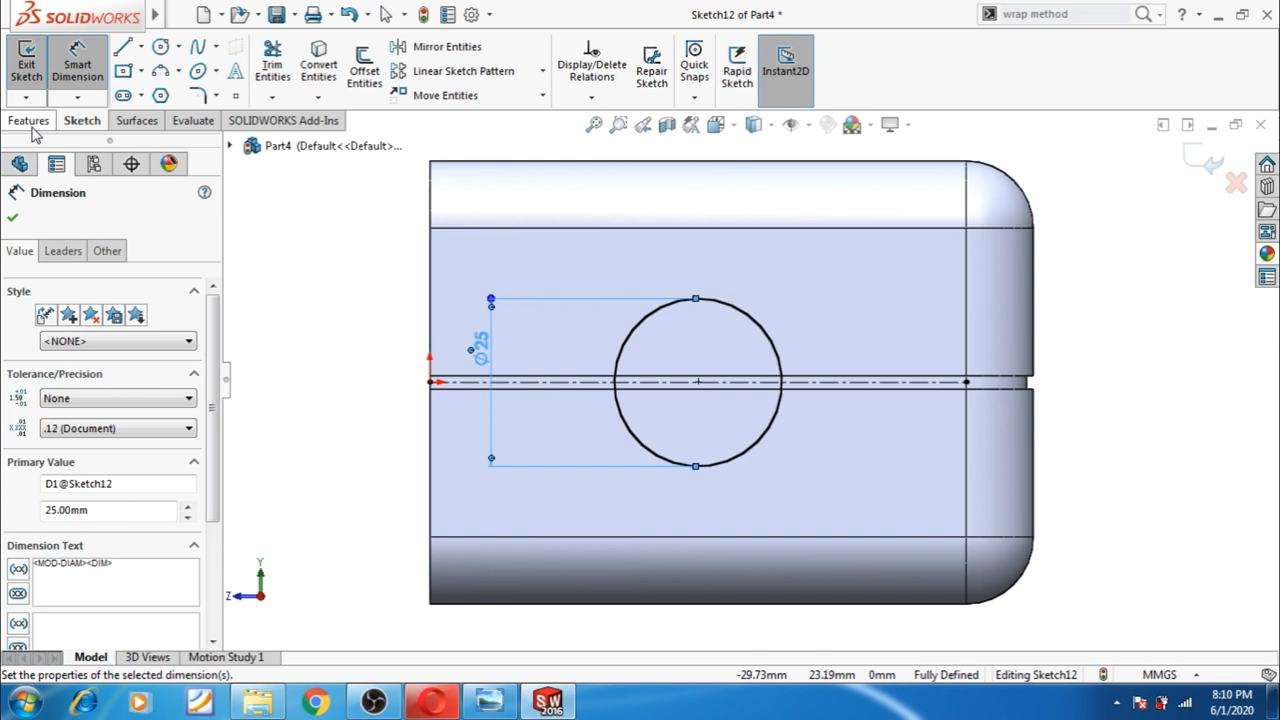 SOLIDWORKS
Sketch12 of Part4 *
wrap method
Exit Sketch
Smart Dimension
Trim Entities
Convert Entities
Offset Entities
Mirror Entities
Linear Sketch Pattern
Move Entities
Display/Delete Relations
Repair Sketch
Quick Snaps
Rapid Sketch
Instant2D
Features
Sketch
Surfaces
Evaluate
SOLIDWORKS Add-Ins
Part4 (Default<<Default>...
Dimension
Value
Leaders
Other
Style
<NONE>
Tolerance/Precision
None
.12 (Document)
Primary Value
D1@Sketch12
25.00mm
Dimension Text
<MOD-DIAM><DIM>
Ø25
Y
Z
Model
3D Views
Motion Study 1
Set the properties of the selected dimension(s).
-29.73mm
23.19mm
0mm
Fully Defined
Editing Sketch12
MMGS
SW
2016
8:10 PM
6/1/2020